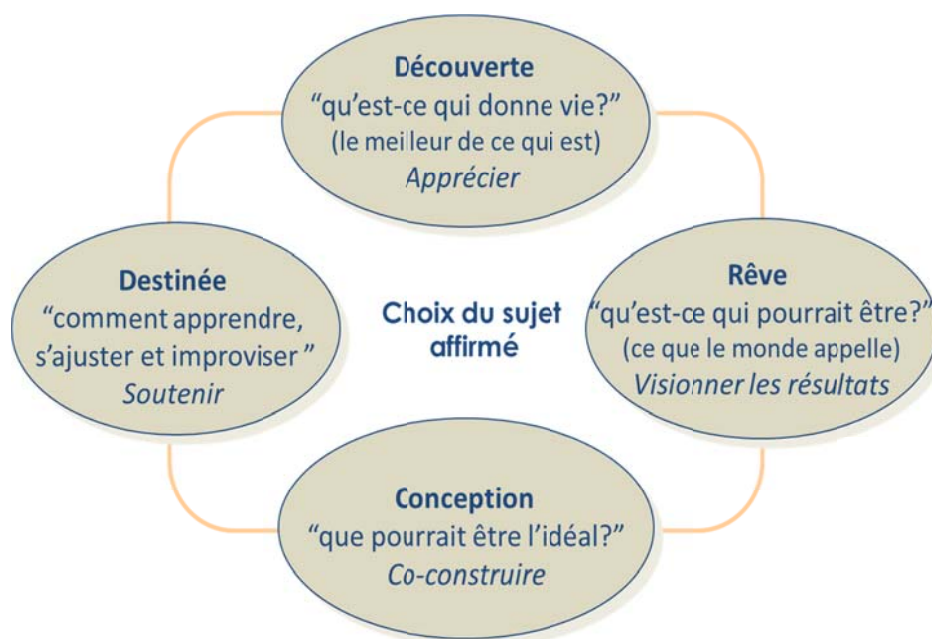 Découverte
“qu’est-ce qui donne vie?”
(le meilleur de ce qui est)
Apprécier
Destinée
“comment apprendre,
s’ajuster et improviser ”
Soutenir
Choix du sujet
affirmé
Rêve
“qu’est-ce qui pourrait être?”
(ce que le monde appelle)
Visionner les résultats
Conception
“que pourrait être l’idéal?”
Co-construire